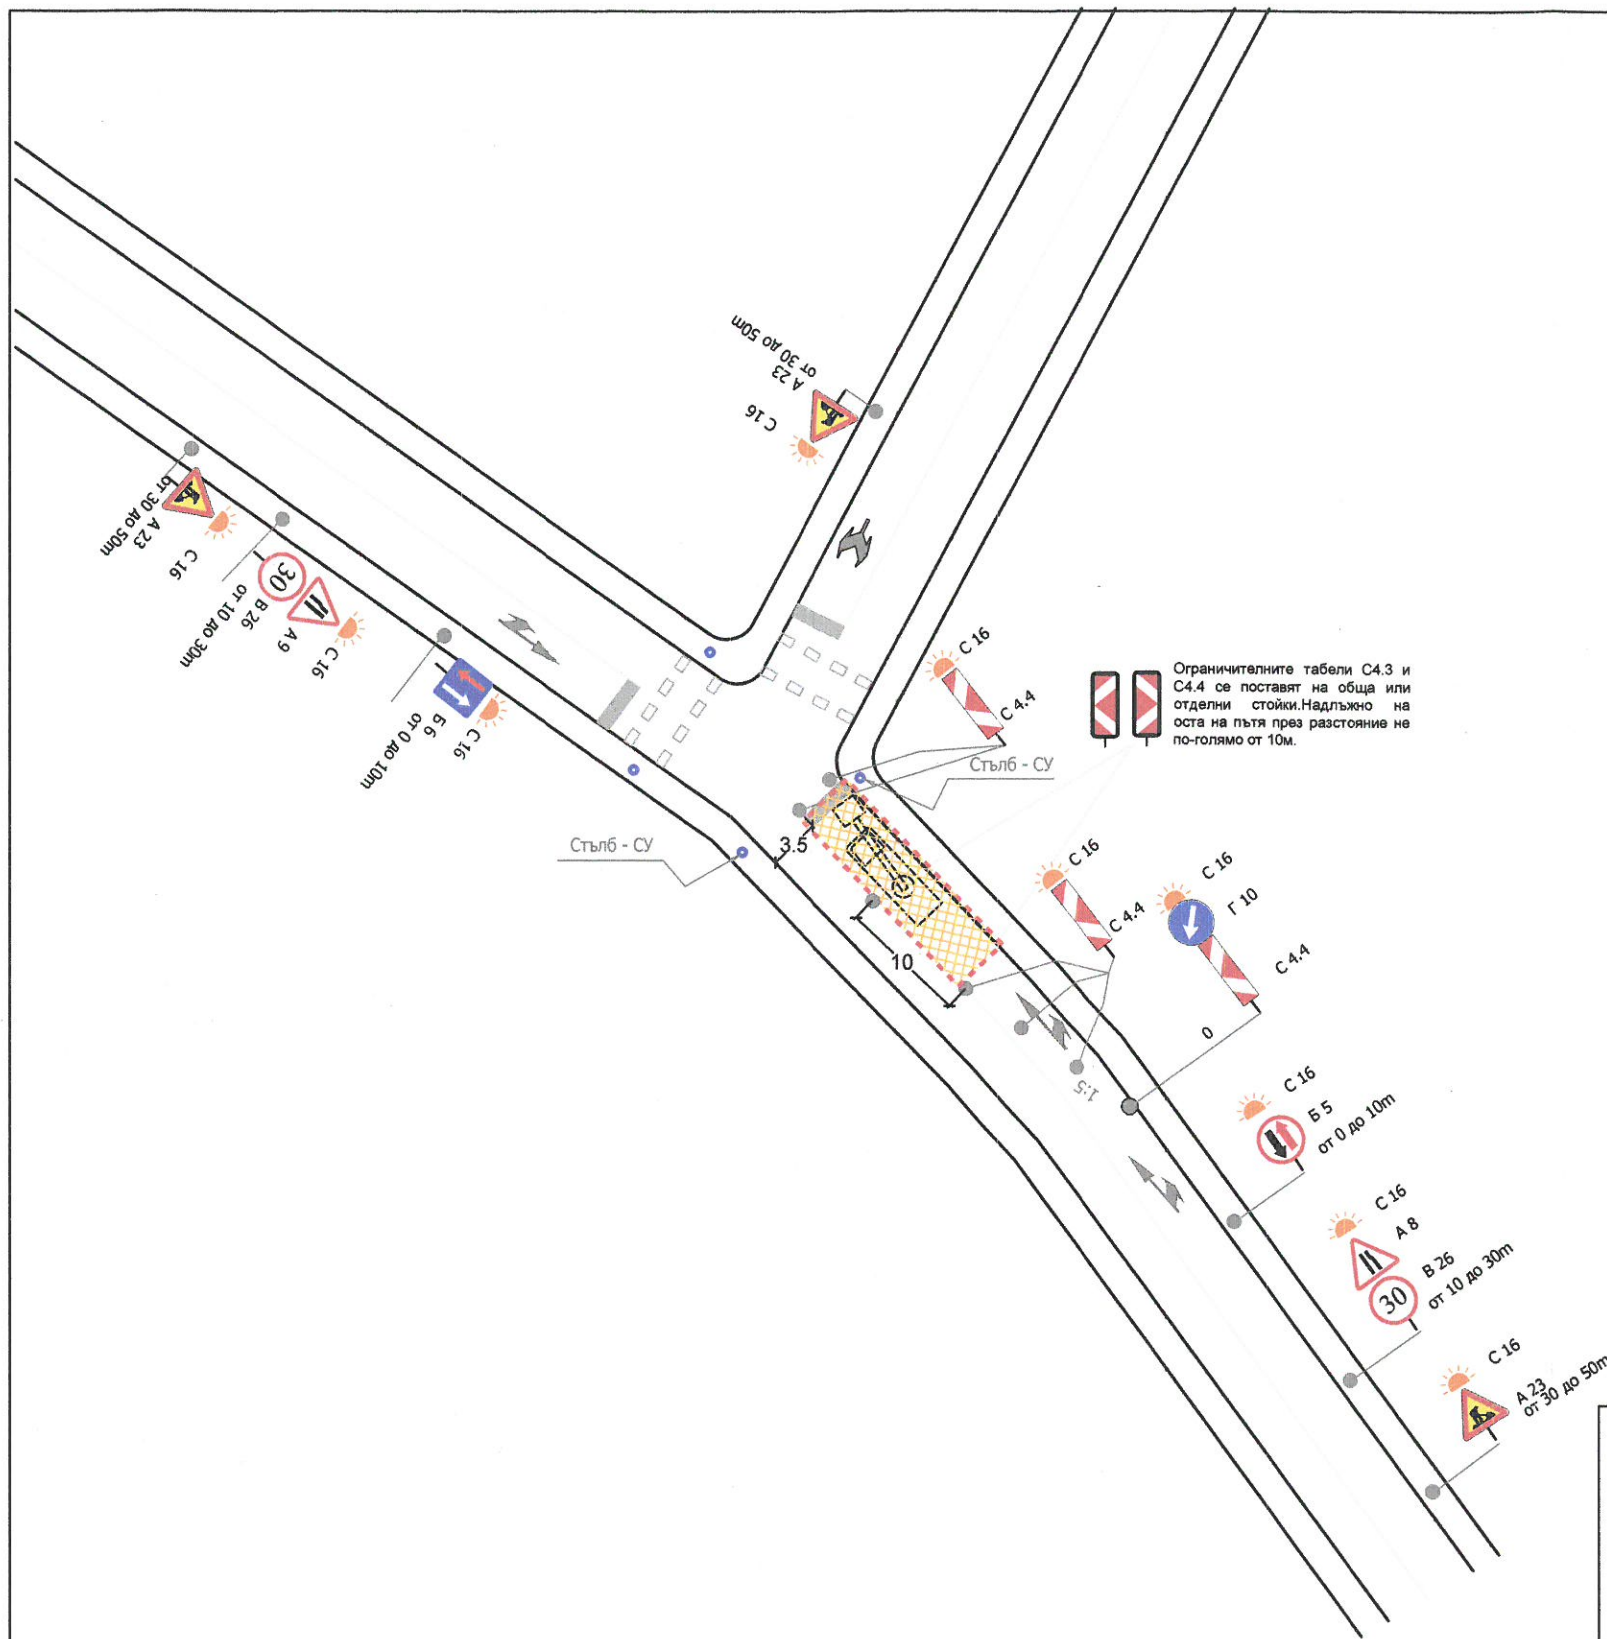 А 23
от 30 до 50m
С 16
А 23
от 30 до 50m
С 16
30
В 26
от 10 до 30m
А 9
С 16
Б 6
от 0 до 10m
С 16
С 16
С 4.4
Ограничителните табели С4.3 и
С4.4 се поставят на обща или
отделни стойки.Надлъжно на
оста на пътя през разстояние не
по-голямо от 10м.
Стълб - СУ
Стълб - СУ
3.5
10
С 16
С 4.4
С 16
Г 10
С 4.4
0
1:5
С 16
Б 5
от 0 до 10m
С 16
А 8
В 26
от 10 до 30m
30
С 16
А 23
от 30 до 50m